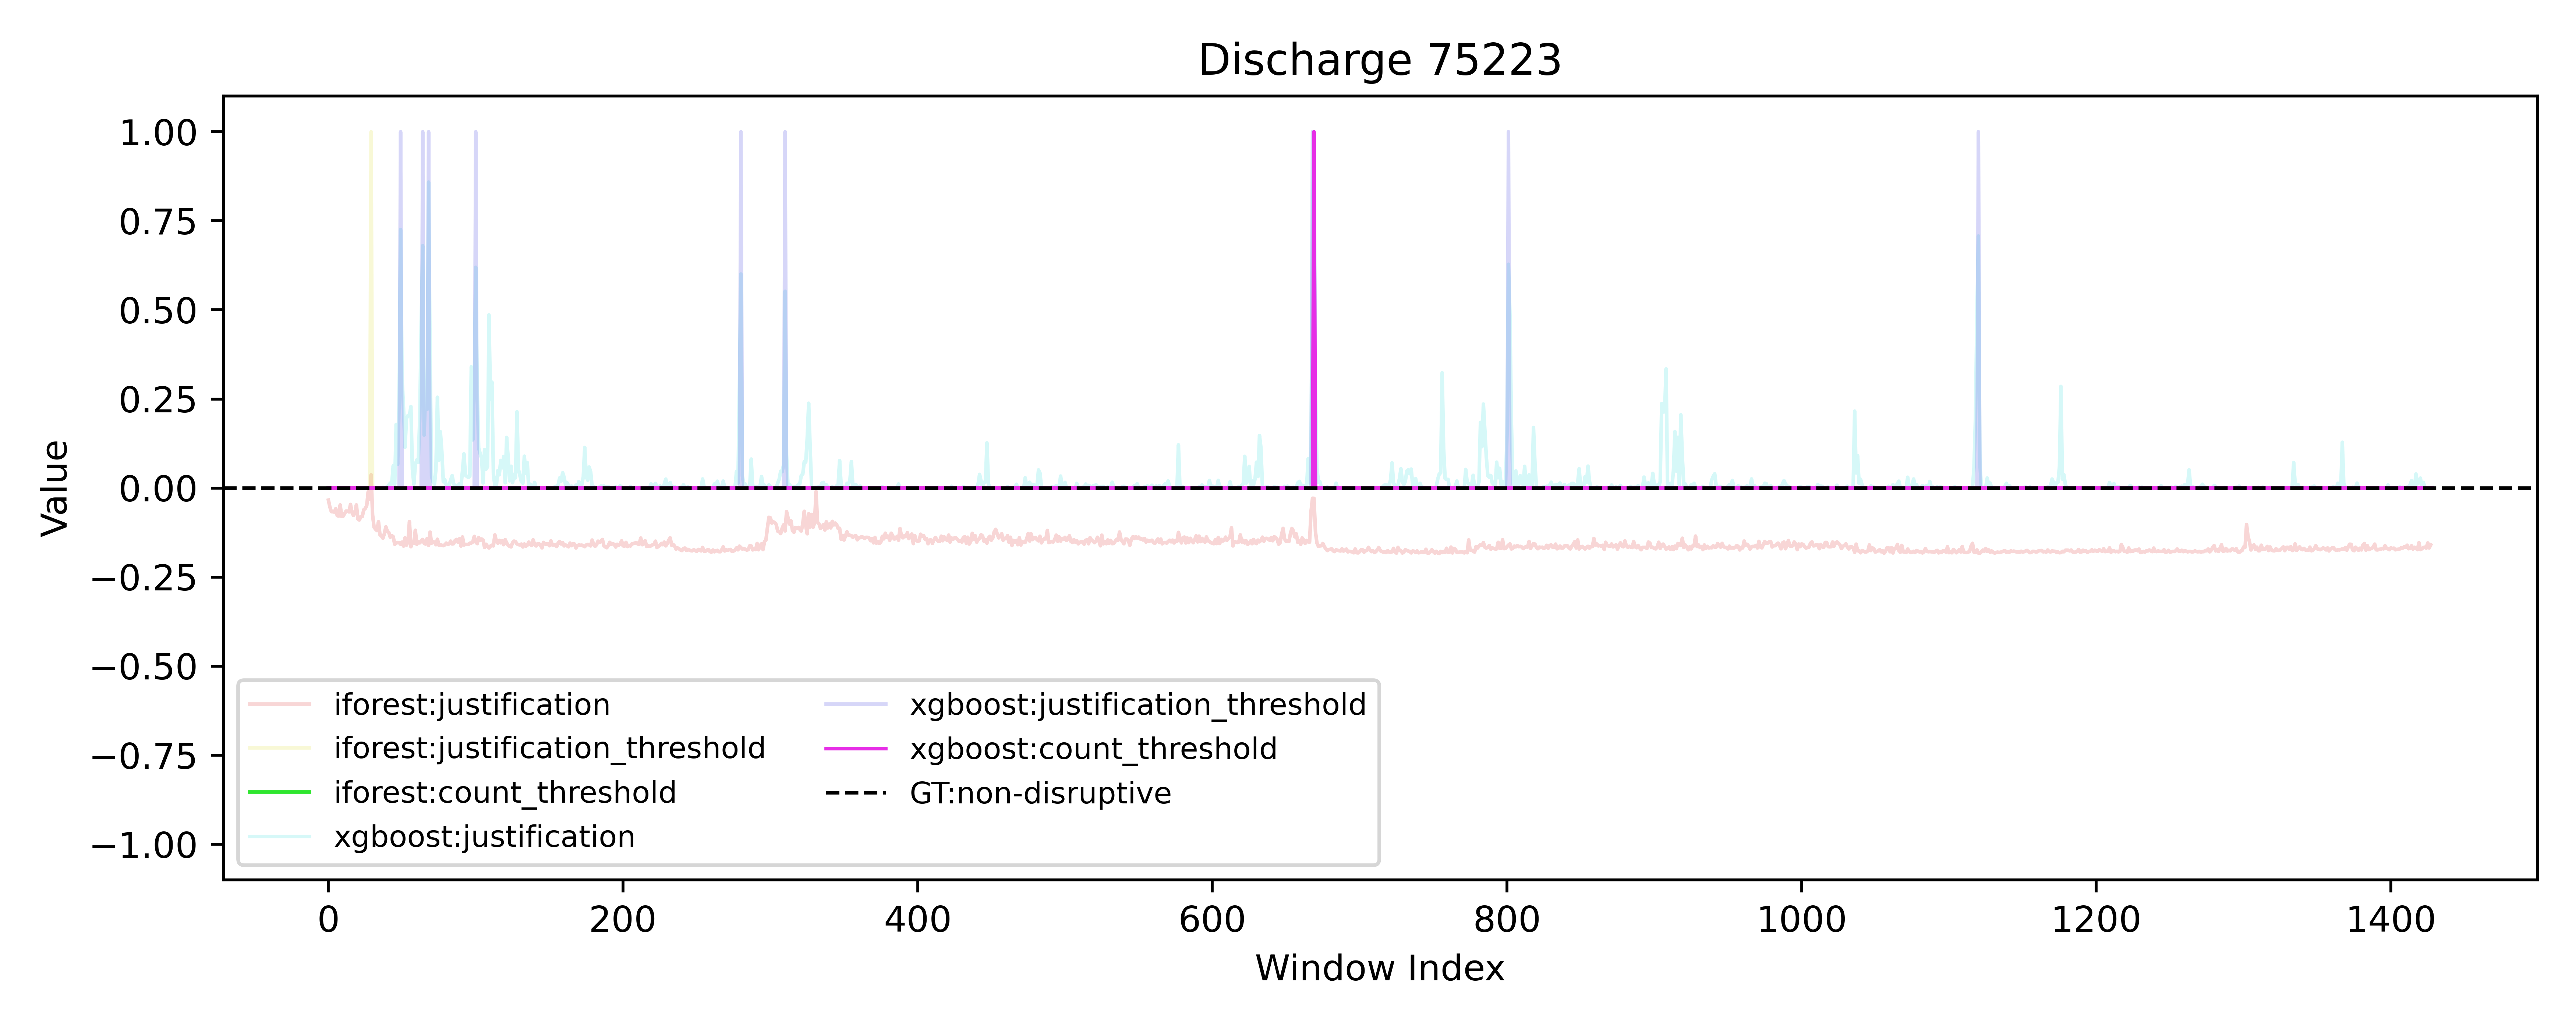 Discharge 75223
1.00
0.75
0.50
0.25
0.00
−0.25
−0.50
−0.75
−1.00
Value
iforest:justification
iforest:justification_threshold
iforest:count_threshold
xgboost:justification
xgboost:justification_threshold
xgboost:count_threshold
GT:non-disruptive
0 200 400 600 800 1000 1200 1400
Window Index